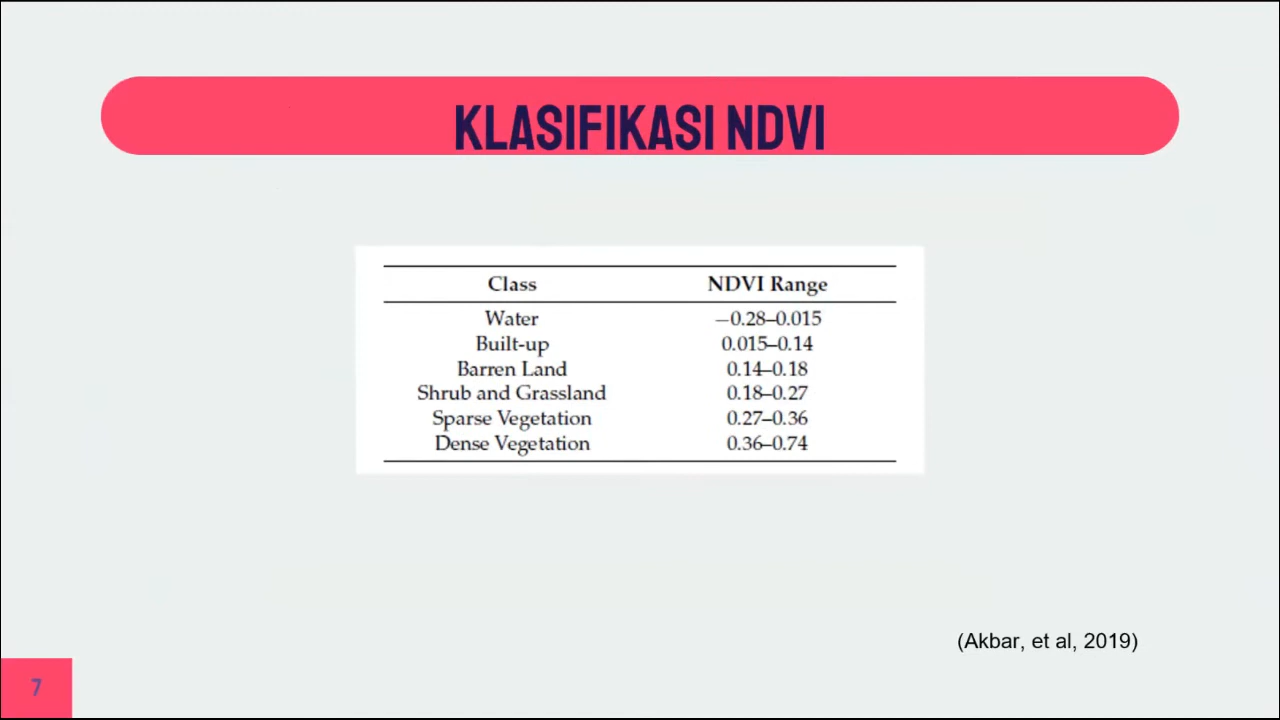 KLASIFIKASI NDVI
Class NDVI Range
Water −0.28–0.015
Built-up 0.015–0.14
Barren Land 0.14–0.18
Shrub and Grassland 0.18–0.27
Sparse Vegetation 0.27–0.36
Dense Vegetation 0.36–0.74
(Akbar, et al, 2019)
7